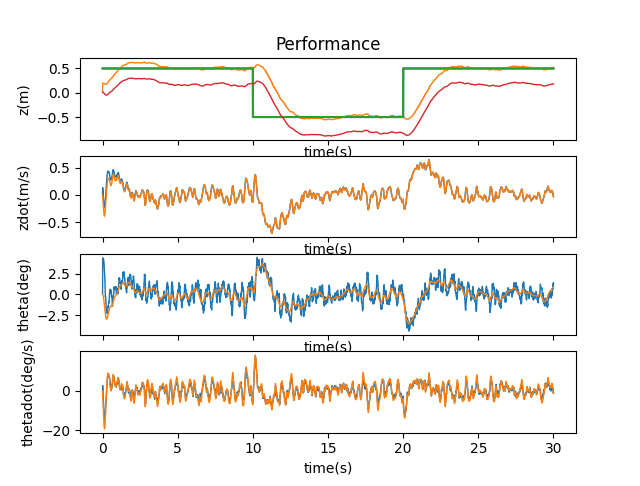 Performance
0.5
0.0
−0.5
z(m)
time(s)
0.5
0.0
−0.5
zdot(m/s)
time(s)
2.5
0.0
−2.5
theta(deg)
time(s)
0
−20
thetadot(deg/s)
0 5 10 15 20 25 30
time(s)